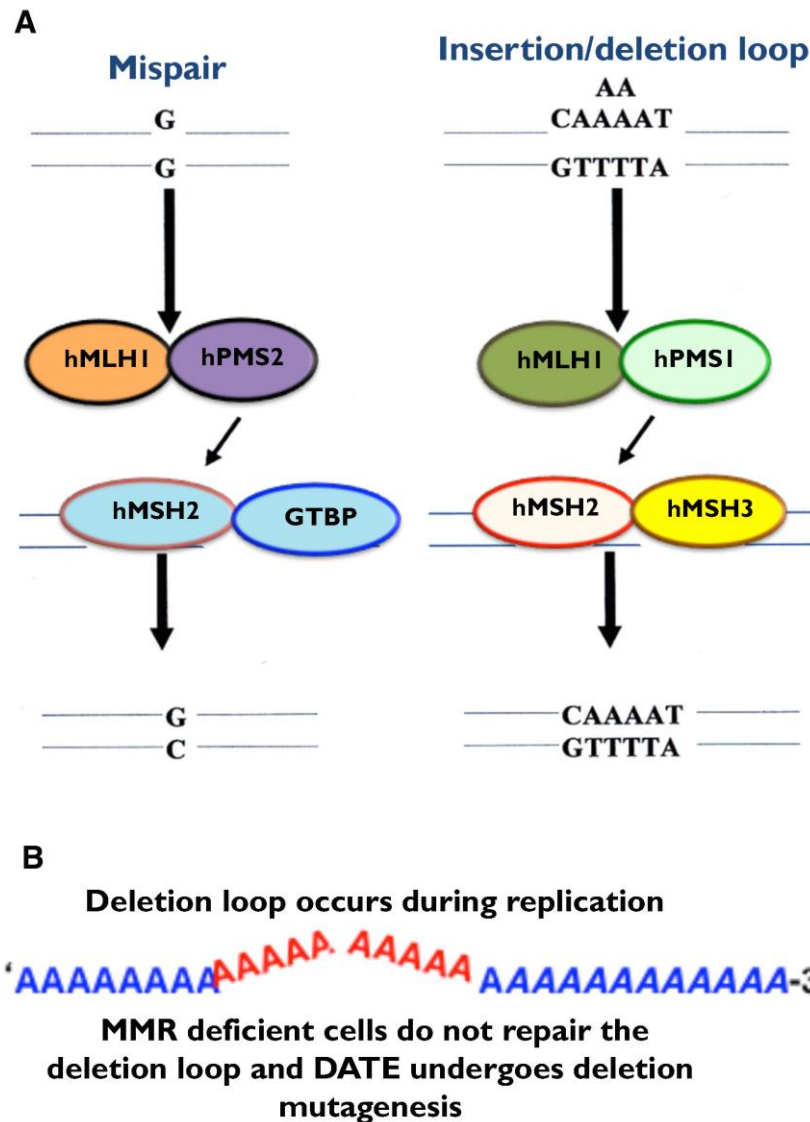 A
Mispair
G
G
hMLH1
hPMS2
hMSH2
GTBP
G
C
Insertion/deletion loop
AA
CAAAAT
GTTTTA
hMLH1
hPMS1
hMSH2
hMSH3
CAAAAT
GTTTTA
B
Deletion loop occurs during replication
'AAAAAAAAAAAAA. AAAAA AAAAAAAAAAAA-3
MMR deficient cells do not repair the
deletion loop and DATE undergoes deletion
mutagenesis